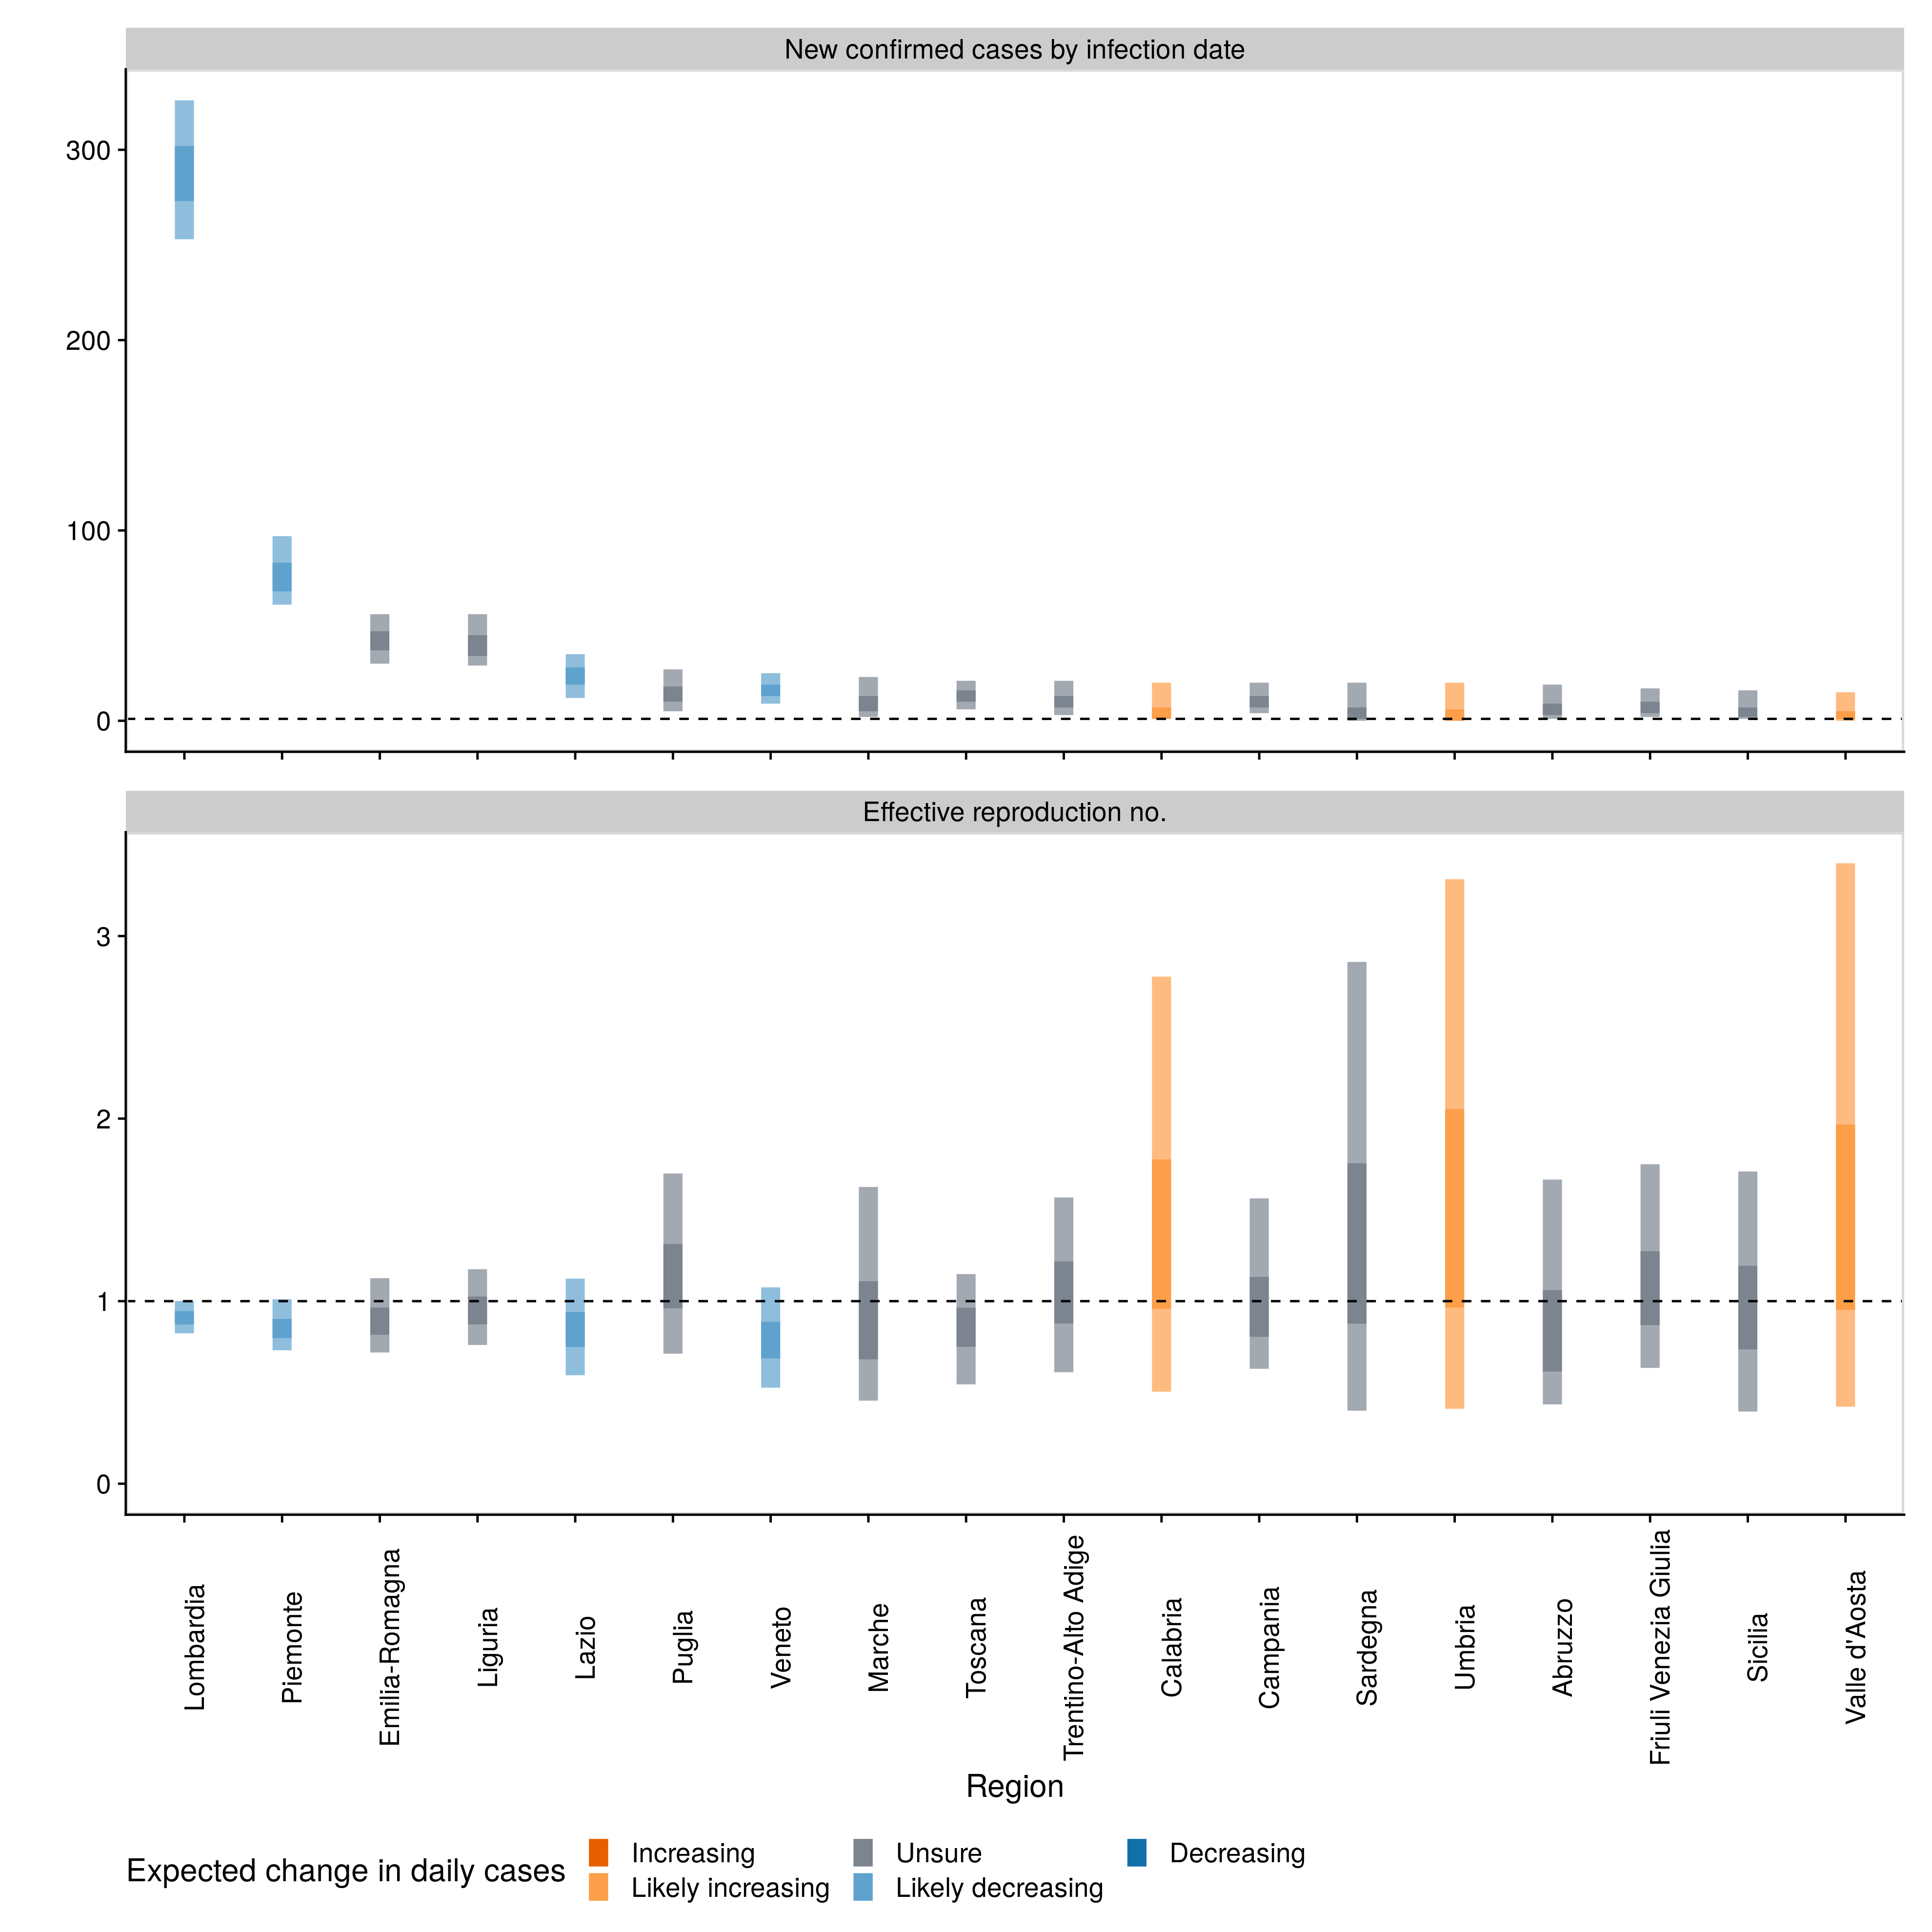 New confirmed cases by infection date
300
200
100
0
Effective reproduction no.
3
2
1
0
Lombardia
Piemonte
Emilia-Romagna
Liguria
Lazio
Puglia
Veneto
Marche
Toscana
Trentino-Alto Adige
Calabria
Campania
Sardegna
Umbria
Abruzzo
Friuli Venezia Giulia
Sicilia
Valle d'Aosta
Region
Expected change in daily cases
Increasing
Unsure
Decreasing
Likely increasing
Likely decreasing